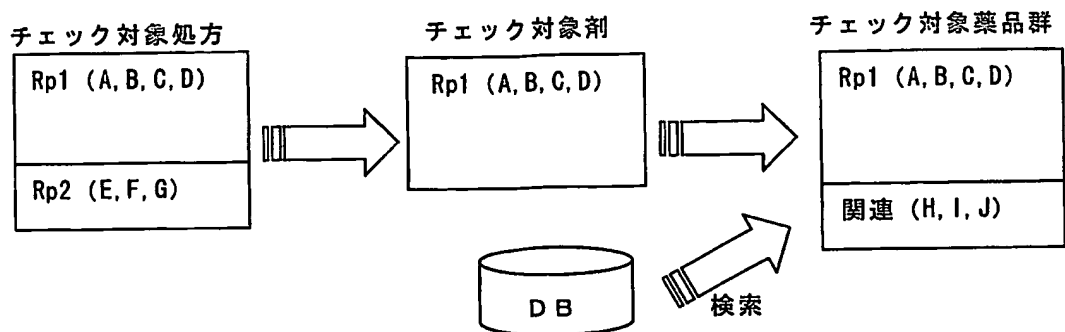 チェック対象処方
Rp1 (A,B,C,D)
Rp2 (E,F,G)
チェック対象剤
Rp1 (A,B,C,D)
チェック対象薬品群
Rp1 (A,B,C,D)
関連 (H,I,J)
DB
検索